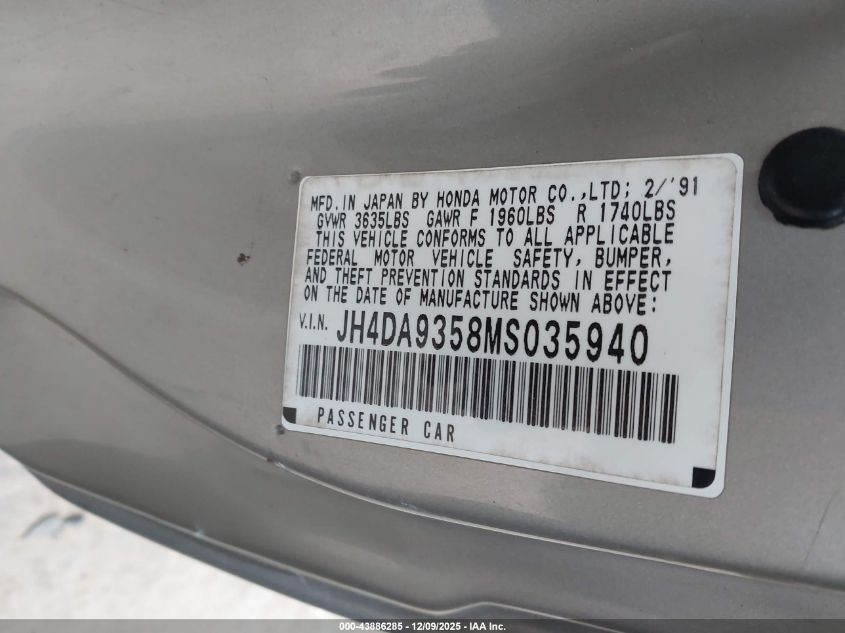 MFD. IN JAPAN BY HONDA MOTOR CO.,LTD; 2/'91
GVWR 3635LBS GAWR F 1960LBS R 1740LBS
THIS VEHICLE CONFORMS TO ALL APPLICABLE
FEDERAL MOTOR VEHICLE SAFETY, BUMPER,
AND THEFT PREVENTION STANDARDS IN EFFECT
ON THE DATE OF MANUFACTURE SHOWN ABOVE:
V.I.N. JH4DA9358MS035940
PASSENGER CAR
000-43886285 - 12/09/2025 - IAA Inc.